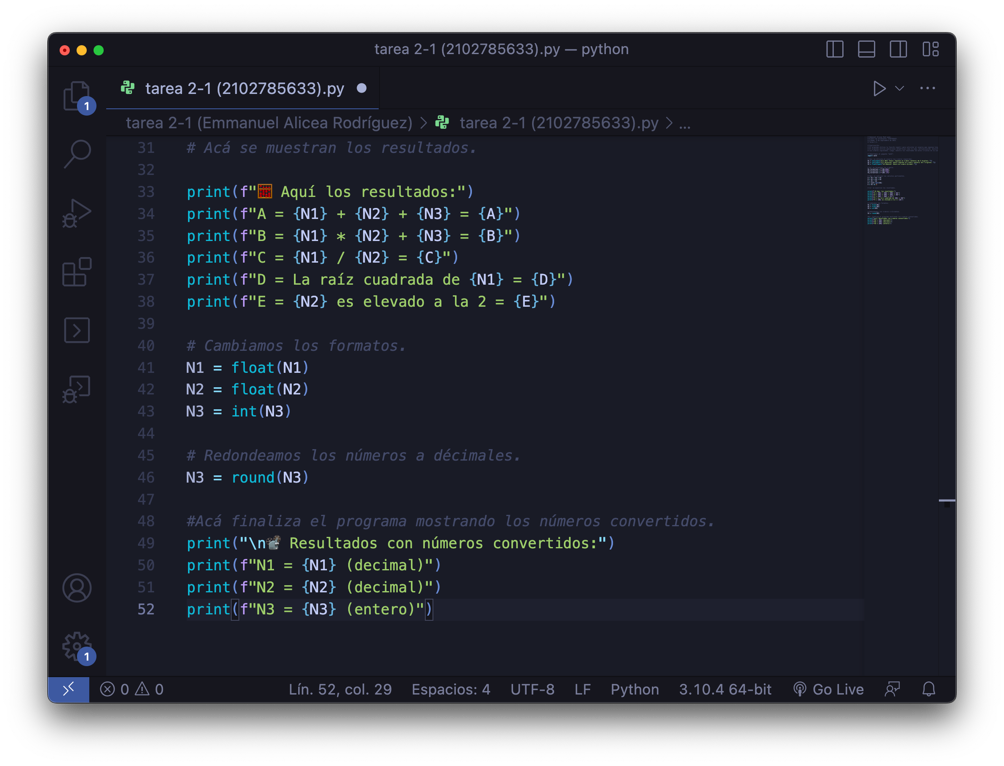 tarea 2-1 (2102785633).py — python
tarea 2-1 (2102785633).py
tarea 2-1 (Emmanuel Alicea Rodríguez) > tarea 2-1 (2102785633).py > ...
1
31 # Acá se muestran los resultados.
32
33 print(f"🧮 Aquí los resultados:")
34 print(f"A = {N1} + {N2} + {N3} = {A}")
35 print(f"B = {N1} * {N2} + {N3} = {B}")
36 print(f"C = {N1} / {N2} = {C}")
37 print(f"D = La raíz cuadrada de {N1} = {D}")
38 print(f"E = {N2} es elevado a la 2 = {E}")
39
40 # Cambiamos los formatos.
41 N1 = float(N1)
42 N2 = float(N2)
43 N3 = int(N3)
44
45 # Redondeamos los números a décimales.
46 N3 = round(N3)
47
48 #Acá finaliza el programa mostrando los números convertidos.
49 print("\n📽 Resultados con números convertidos:")
50 print(f"N1 = {N1} (decimal)")
51 print(f"N2 = {N2} (decimal)")
52 print(f"N3 = {N3} (entero)")
1
0 0 Lín. 52, col. 29 Espacios: 4 UTF-8 LF Python 3.10.4 64-bit Go Live